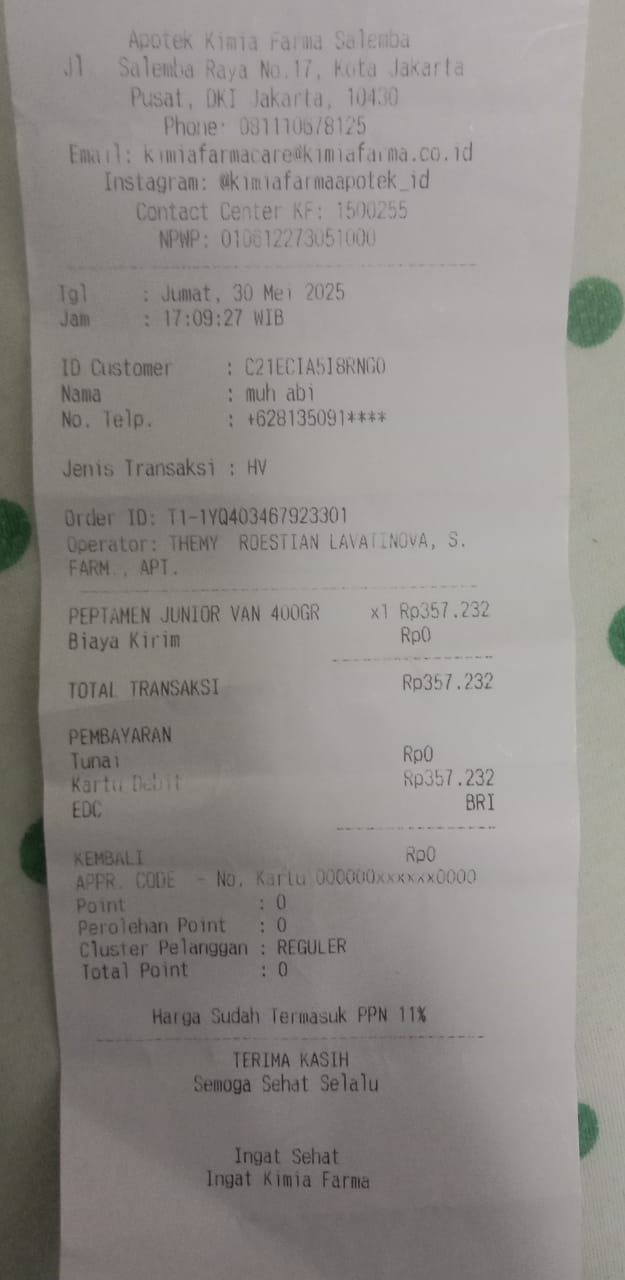 Apotek Kimia Farma Salemba
Jl Salemba Raya No.17, Kota Jakarta
Pusat, DKI Jakarta, 10430
Phone: 081110678125
Email: kimiafarmacare@kimiafarma.co.id
Instagram: @kimiafarmaapotek_id
Contact Center KF: 1500255
NPWP: 010612273051000
Tgl : Jumat, 30 Mei 2025
Jam : 17:09:27 WIB
ID Customer : C21ECIA5I8RNGO
Nama : muh abi
No. Telp. : +628135091****
Jenis Transaksi : HV
Order ID: T1-1YQ403467923301
Operator: THEMY ROESTIAN LAVATINOVA, S.
FARM., APT.
PEPTAMEN JUNIOR VAN 400GR x1 Rp357.232
Biaya Kirim Rp0
TOTAL TRANSAKSI Rp357.232
PEMBAYARAN
Tunai Rp0
Kartu Debit Rp357.232
EDC BRI
KEMBALI Rp0
APPR. CODE - No. Kartu 000000xxxxxx0000
Point : 0
Perolehan Point : 0
Cluster Pelanggan : REGULER
Total Point : 0
Harga Sudah Termasuk PPN 11%
TERIMA KASIH
Semoga Sehat Selalu
Ingat Sehat
Ingat Kimia Farma